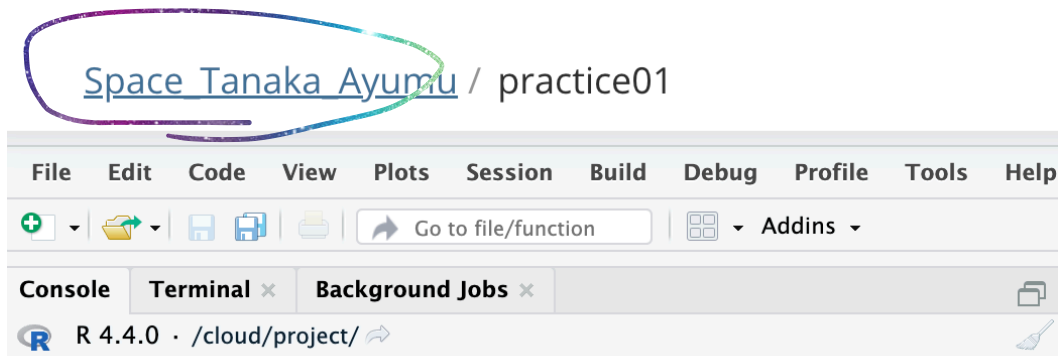 Space_Tanaka_Ayumu / practice01
File Edit Code View Plots Session Build Debug Profile Tools Help
Go to file/function Addins
Console Terminal × Background Jobs ×
R R 4.4.0 · /cloud/project/